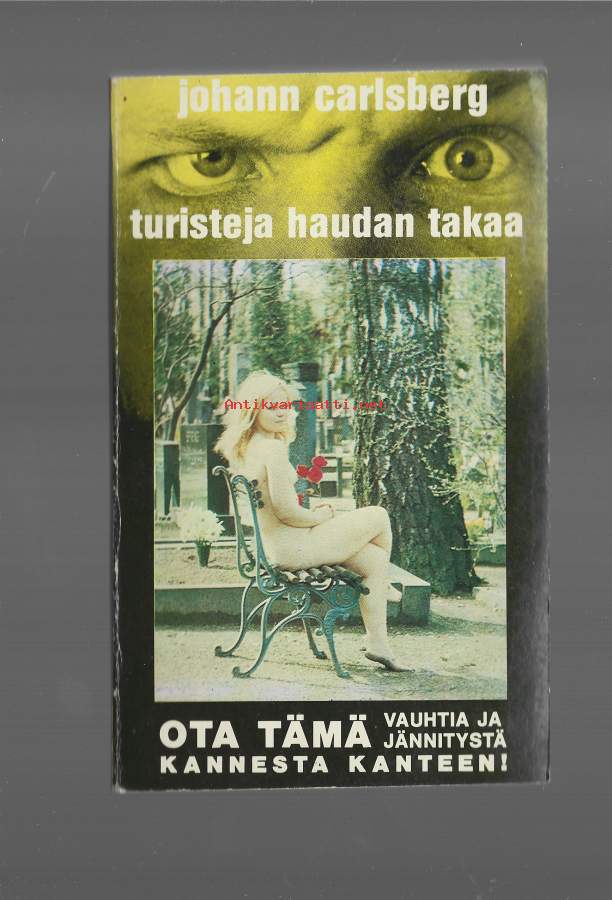 johann carlsberg
turisteja haudan takaa
Antikvariaatti.net
OTA TÄMÄ VAUHTIA JA
JÄNNITYSTÄ
KANNESTA KANTEEN!